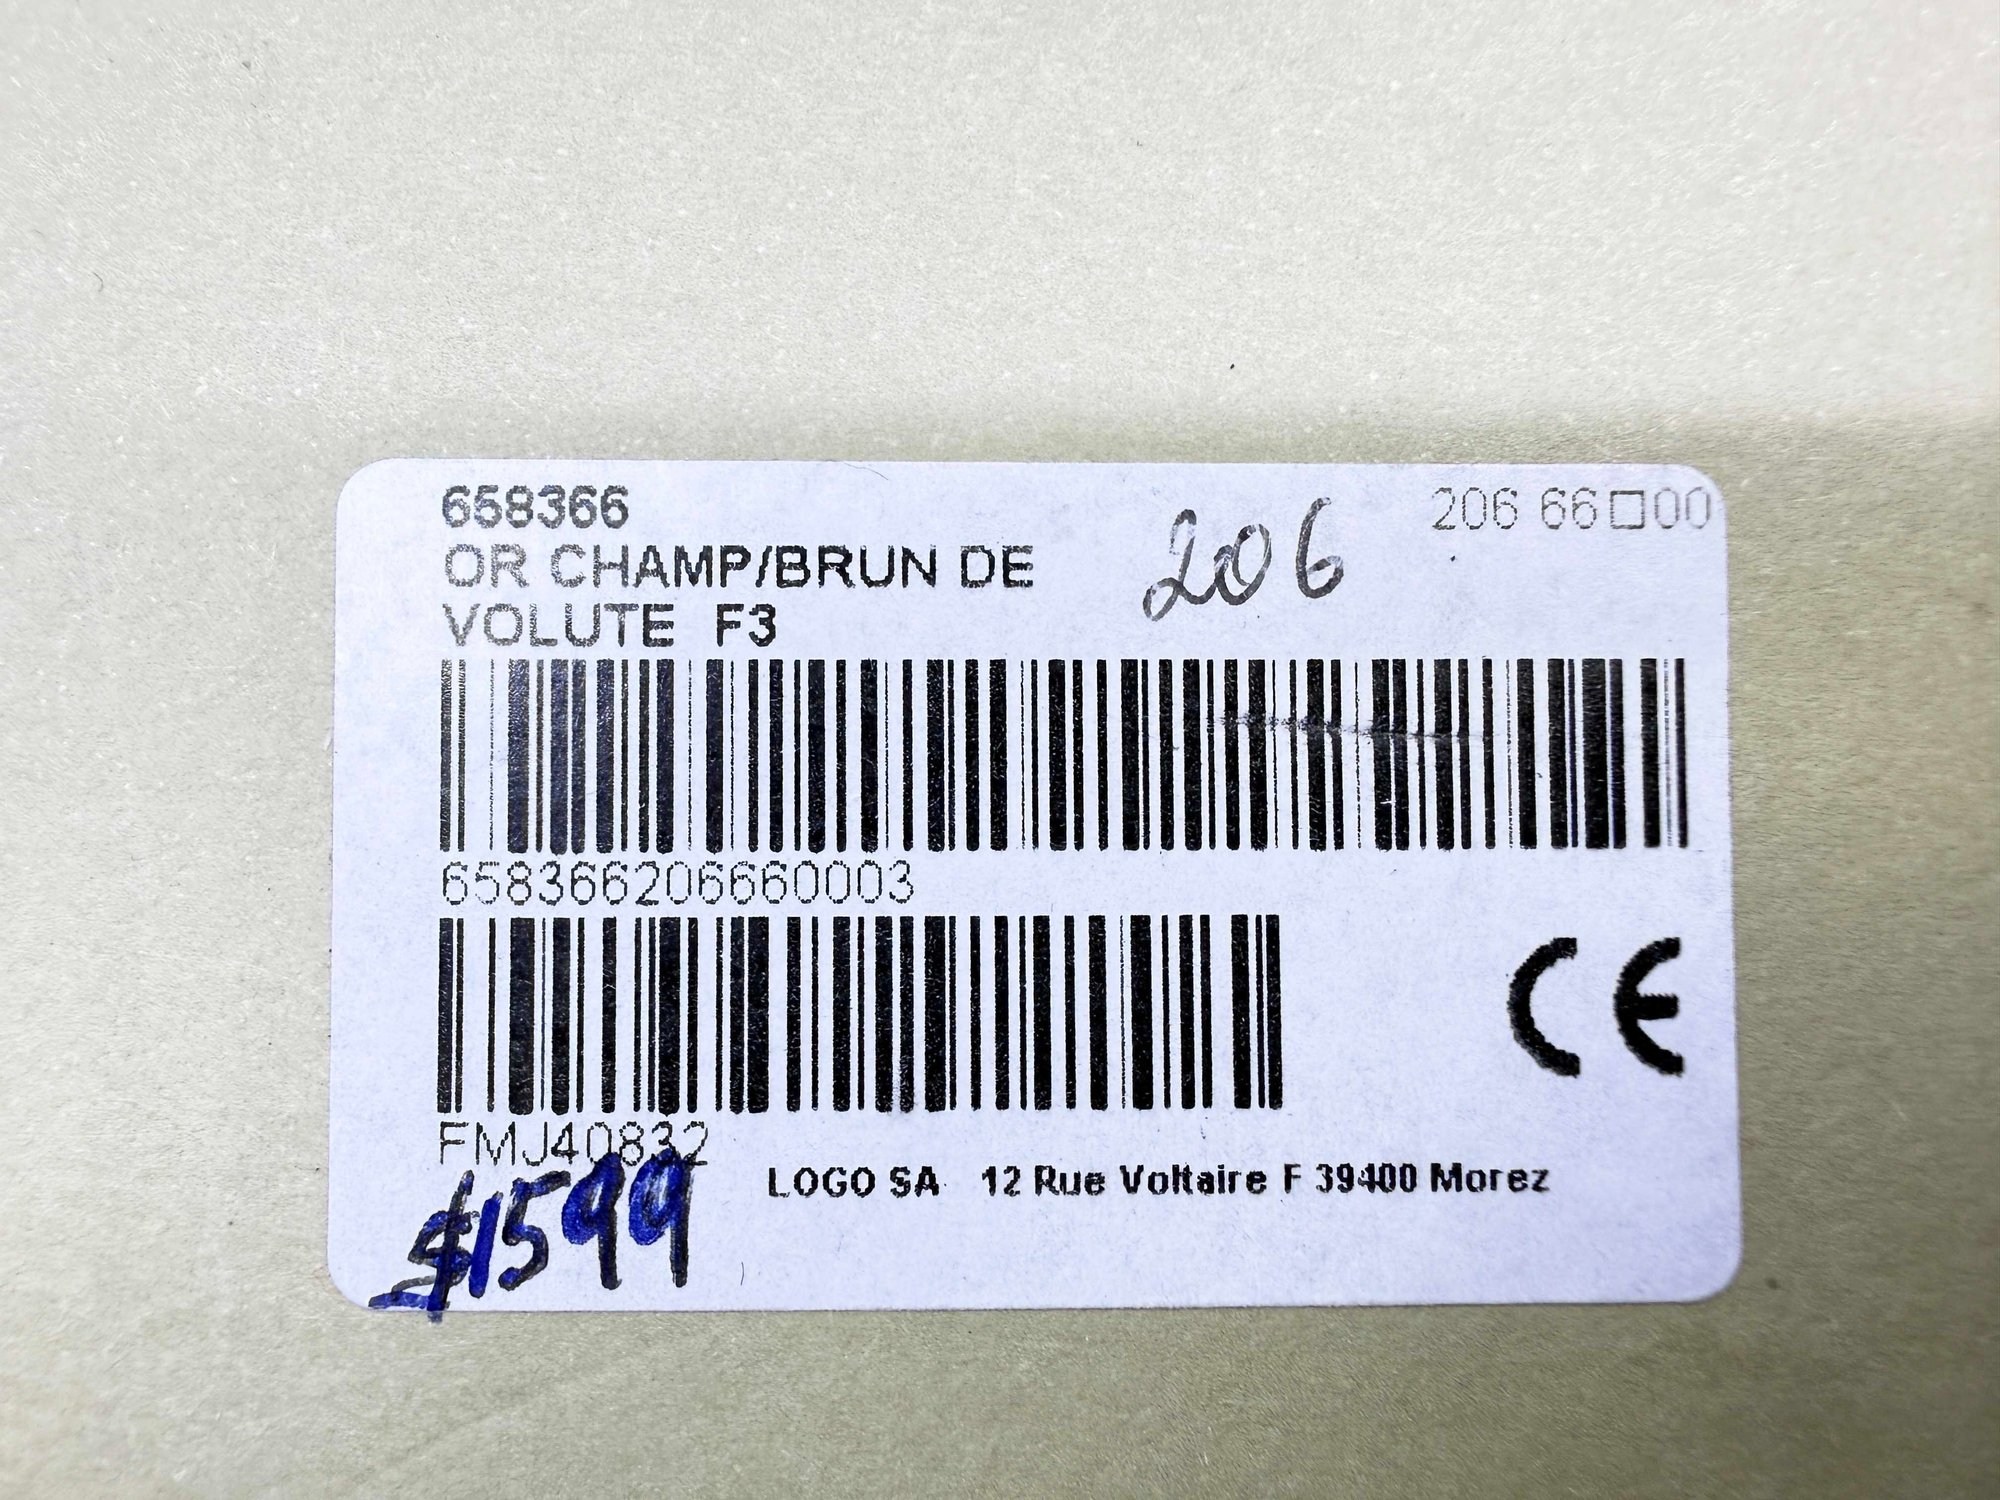 658366
206 66□00
OR CHAMP/BRUN DE
206
VOLUTE F3
658366206660003
CE
FMJ40832
LOGO SA 12 Rue Voltaire F 39400 Morez
$1599